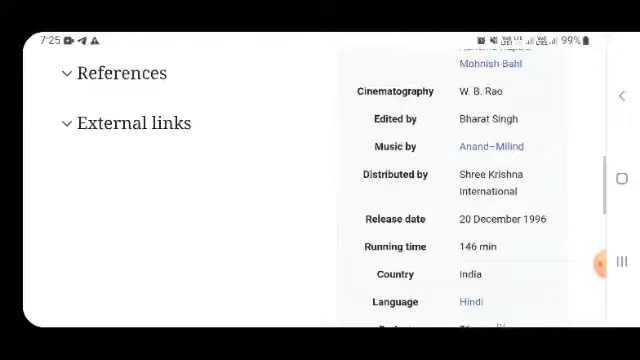 7:25
99%
References
External links
Mohnish Bahl
Cinematography W. B. Rao
Edited by Bharat Singh
Music by Anand–Milind
Distributed by Shree Krishna
International
Release date 20 December 1996
Running time 146 min
Country India
Language Hindi